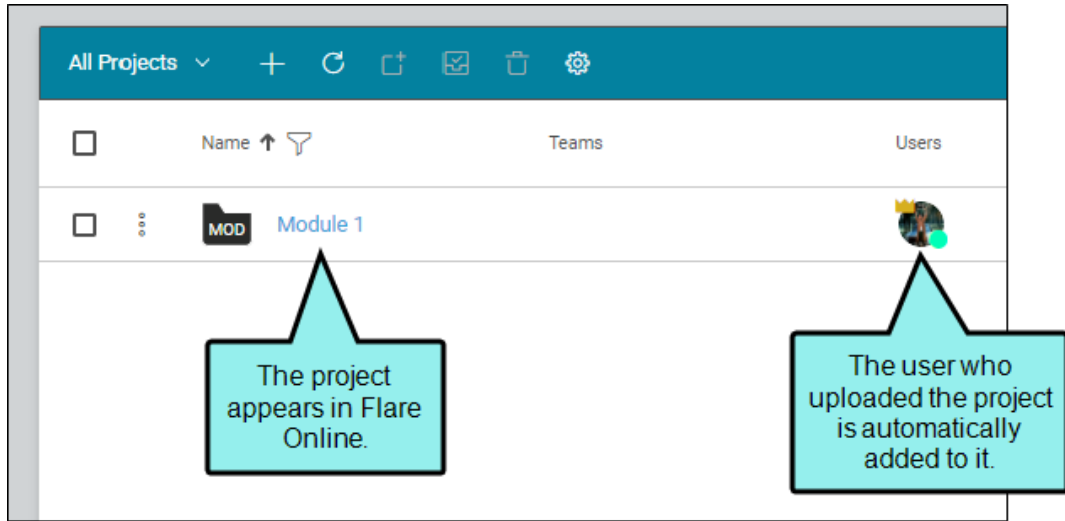 All Projects
Name Teams Users
MOD Module 1
The project
appears in Flare
Online.
The user who
uploaded the project
is automatically
added to it.